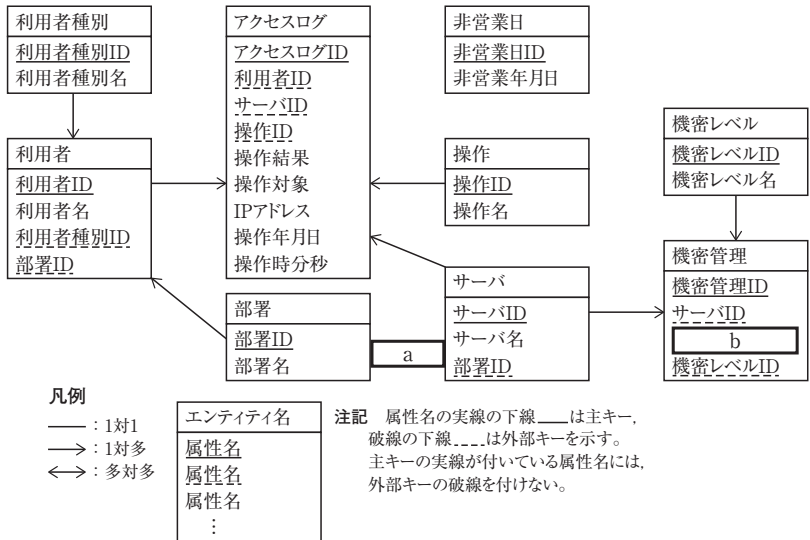 利用者種別
利用者種別ID
利用者種別名
アクセスログ
アクセスログID
利用者ID
サーバID
操作ID
操作結果
操作対象
IPアドレス
操作年月日
操作時分秒
非営業日
非営業日ID
非営業年月日
利用者
利用者ID
利用者名
利用者種別ID
部署ID
操作
操作ID
操作名
機密レベル
機密レベルID
機密レベル名
部署
部署ID
部署名
a
サーバ
サーバID
サーバ名
部署ID
機密管理
機密管理ID
サーバID
b
機密レベルID
凡例
：1対1
：1対多
：多対多
エンティティ名
属性名
属性名
属性名
⋮
注記 属性名の実線の下線___は主キー，
破線の下線____は外部キーを示す。
主キーの実線が付いている属性名には，
外部キーの破線を付けない。